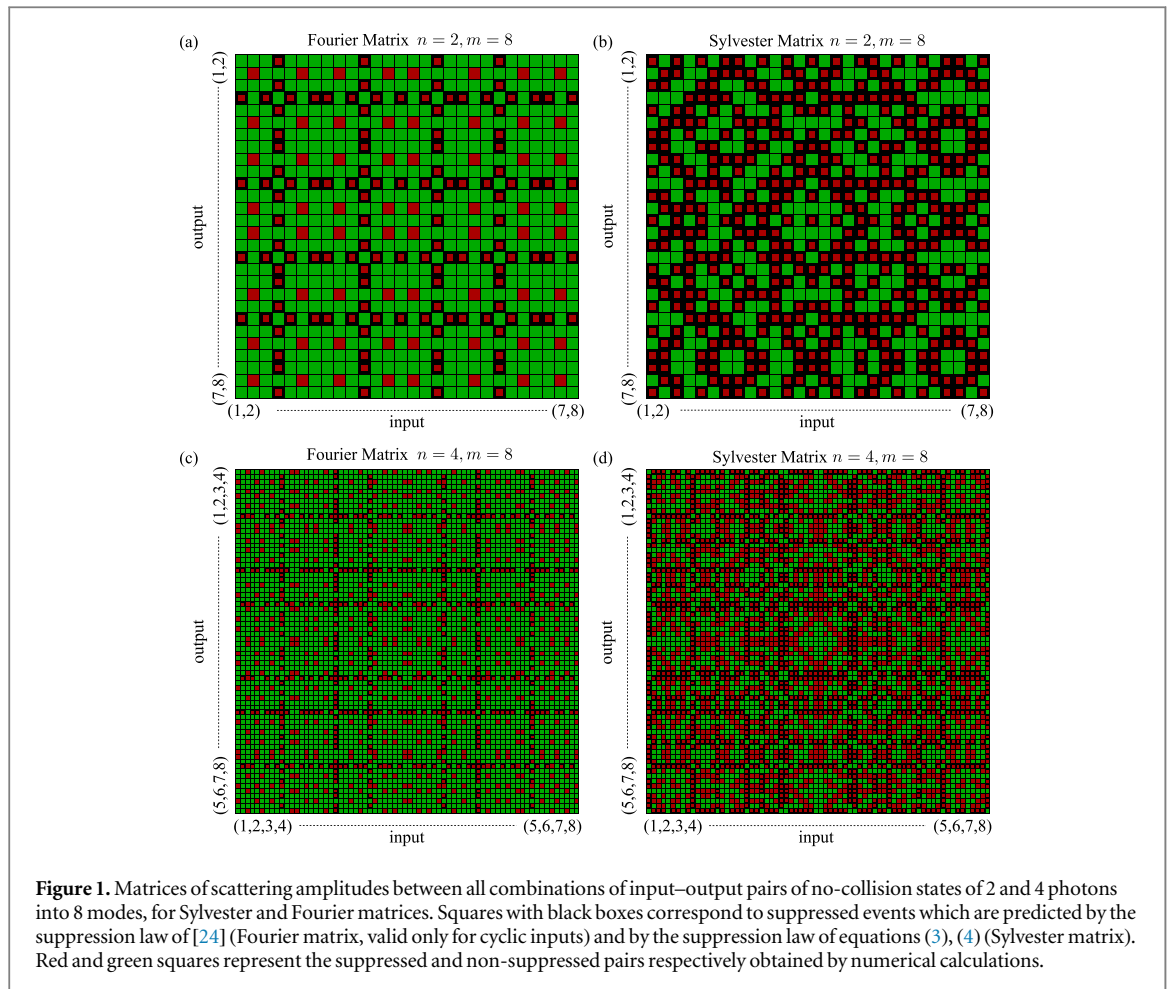 (a)
Fourier Matrix n = 2, m = 8
(1,2)
output
(7,8)
(1,2)
(7,8)
input
(b)
Sylvester Matrix n = 2, m = 8
(1,2)
output
(7,8)
(1,2)
(7,8)
input
(c)
Fourier Matrix n = 4, m = 8
(1,2,3,4)
output
(5,6,7,8)
(1,2,3,4)
(5,6,7,8)
input
(d)
Sylvester Matrix n = 4, m = 8
(1,2,3,4)
output
(5,6,7,8)
(1,2,3,4)
(5,6,7,8)
input
Figure 1. Matrices of scattering amplitudes between all combinations of input–output pairs of no-collision states of 2 and 4 photons
into 8 modes, for Sylvester and Fourier matrices. Squares with black boxes correspond to suppressed events which are predicted by the
suppression law of [24] (Fourier matrix, valid only for cyclic inputs) and by the suppression law of equations (3), (4) (Sylvester matrix).
Red and green squares represent the suppressed and non-suppressed pairs respectively obtained by numerical calculations.